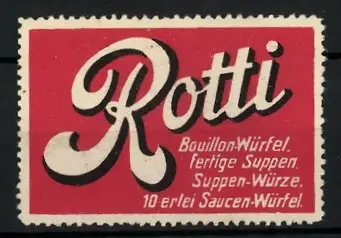 Rotti
Bouillon-Würfel.
fertige Suppen.
Suppen-Würze.
10 erlei Saucen-Würfel.